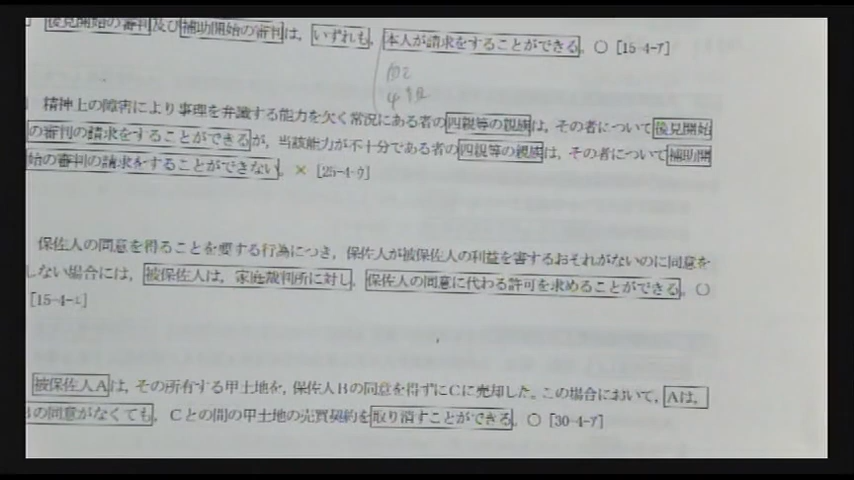 後見開始の審判及び補助開始の審判は，いずれも，本人が請求をすることができる。〇 [15-4-ア]
精神上の障害により事理を弁識する能力を欠く常況にある者の四親等の親族は，その者について後見開始
の審判の請求をすることができるが，当該能力が不十分である者の四親等の親族は，その者について補助開
始の審判の請求をすることができない。× [25-4-ウ]
保佐人の同意を得ることを要する行為につき，保佐人が被保佐人の利益を害するおそれがないのに同意を
しない場合には，被保佐人は，家庭裁判所に対し，保佐人の同意に代わる許可を求めることができる。〇
[15-4-エ]
被保佐人Aは，その所有する甲土地を，保佐人Bの同意を得ずにCに売却した。この場合において，Aは，
Bの同意がなくても，Cとの間の甲土地の売買契約を取り消すことができる。〇 [30-4-ア]